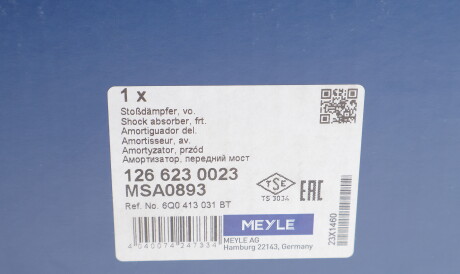 1 x
Stoßdämpfer, vo.
Shock absorber, frt.
Amortiguador del.
Amortisseur, av.
Amortyzator, przód
Амортизатор, передний мост
126 623 0023
MSA0893
TSE
TS 3034
EAC
Ref. No. 6Q0 413 031 BT
4040074247334
MEYLE
MEYLE AG
Hamburg 22143, Germany
23X1460